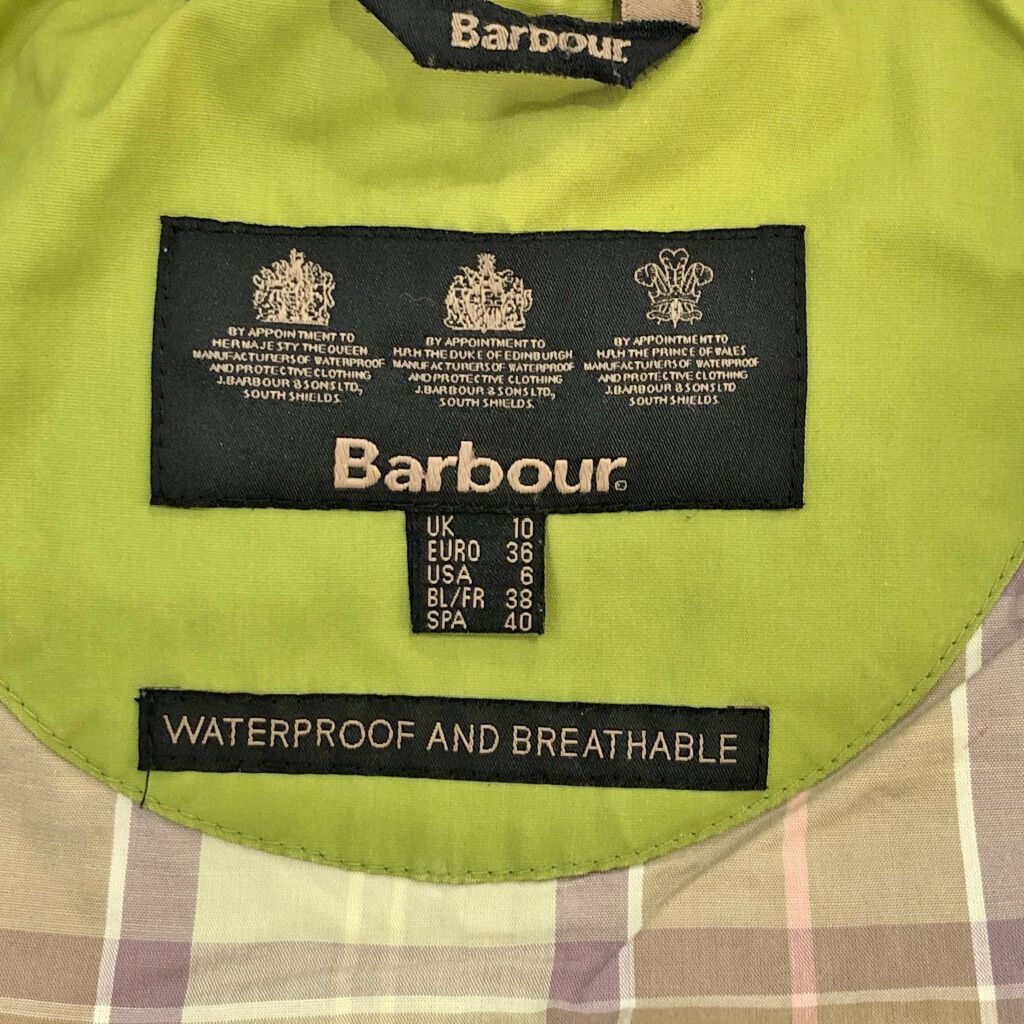 Barbour
BY APPOINTMENT TO
HER MAJESTY THE QUEEN
MANUFACTURERS OF WATERPROOF
AND PROTECTIVE CLOTHING
J.BARBOUR & SONS LTD,
SOUTH SHIELDS.
BY APPOINTMENT TO
H.R.H THE DUKE OF EDINBURGH
MANUFACTURERS OF WATERPROOF
AND PROTECTIVE CLOTHING
J.BARBOUR & SONS LTD,
SOUTH SHIELDS.
BY APPOINTMENT TO
H.R.H THE PRINCE OF WALES
MANUFACTURERS OF WATERPROOF
AND PROTECTIVE CLOTHING
J.BARBOUR & SONS LTD,
SOUTH SHIELDS.
Barbour
UK 10
EURO 36
USA 6
BL/FR 38
SPA 40
WATERPROOF AND BREATHABLE